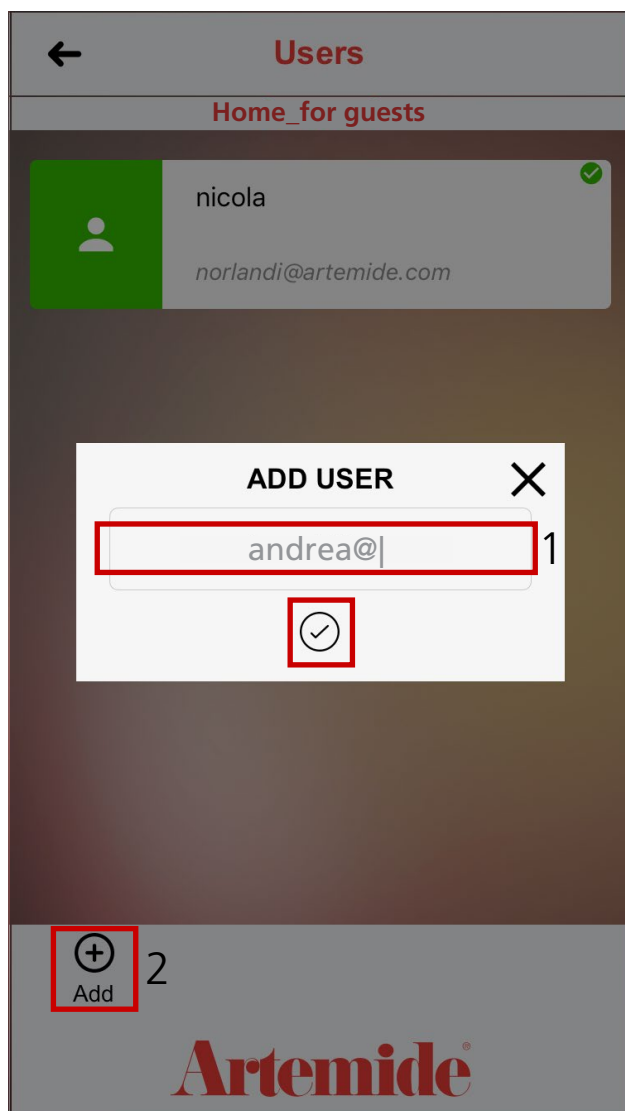 Users
Home_for guests
nicola
norlandi@artemide.com
ADD USER
andrea@| 1
Add 2
Artemide®